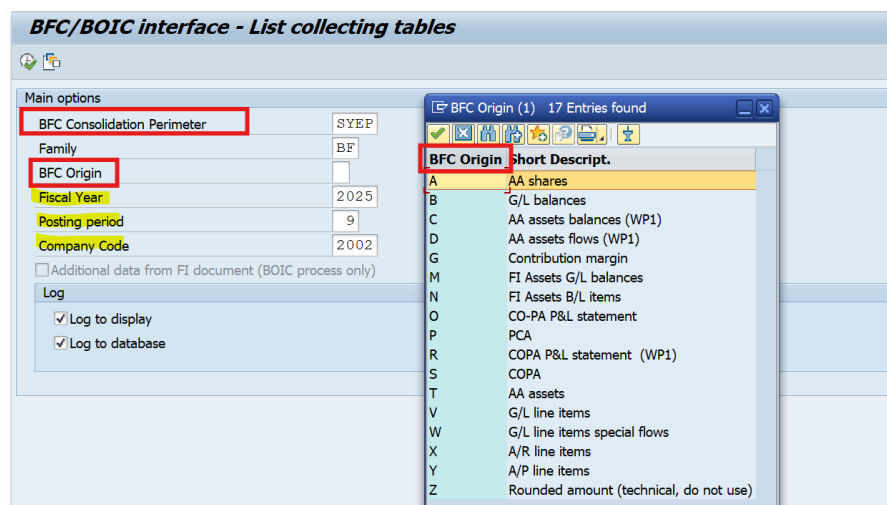 BFC/BOIC interface - List collecting tables
Main options
BFC Consolidation Perimeter SYEP
Family BF
BFC Origin
Fiscal Year 2025
Posting period 9
Company Code 2002
Additional data from FI document (BOIC process only)
Log
Log to display
Log to database
BFC Origin (1) 17 Entries found
BFC Origin Short Descript.
A AA shares
B G/L balances
C AA assets balances (WP1)
D AA assets flows (WP1)
G Contribution margin
M FI Assets G/L balances
N FI Assets B/L items
O CO-PA P&L statement
P PCA
R COPA P&L statement (WP1)
S COPA
T AA assets
V G/L line items
W G/L line items special flows
X A/R line items
Y A/P line items
Z Rounded amount (technical, do not use)